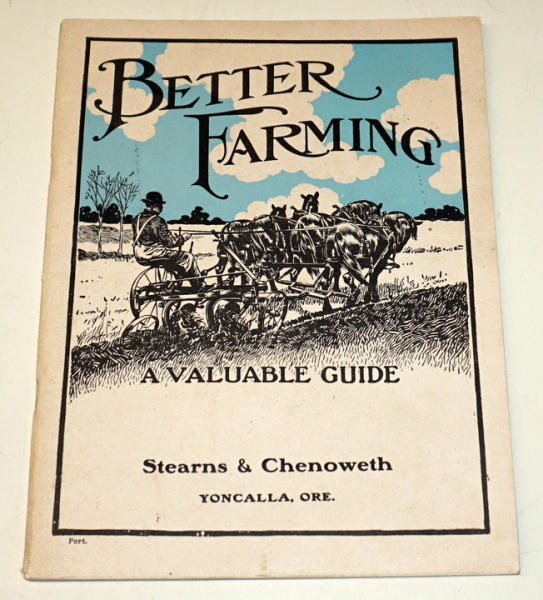 BETTER
FARMING
A VALUABLE GUIDE
Stearns & Chenoweth
YONCALLA, ORE.
Port.